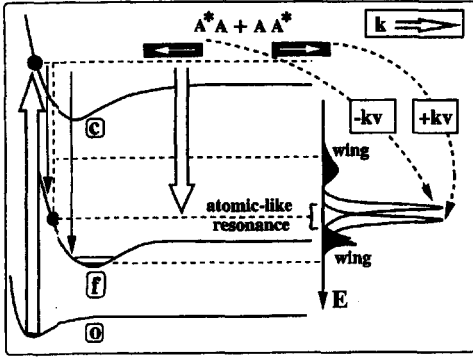 A*A + A A*
k
-kv
+kv
c
wing
atomic-like
resonance
wing
f
E
o